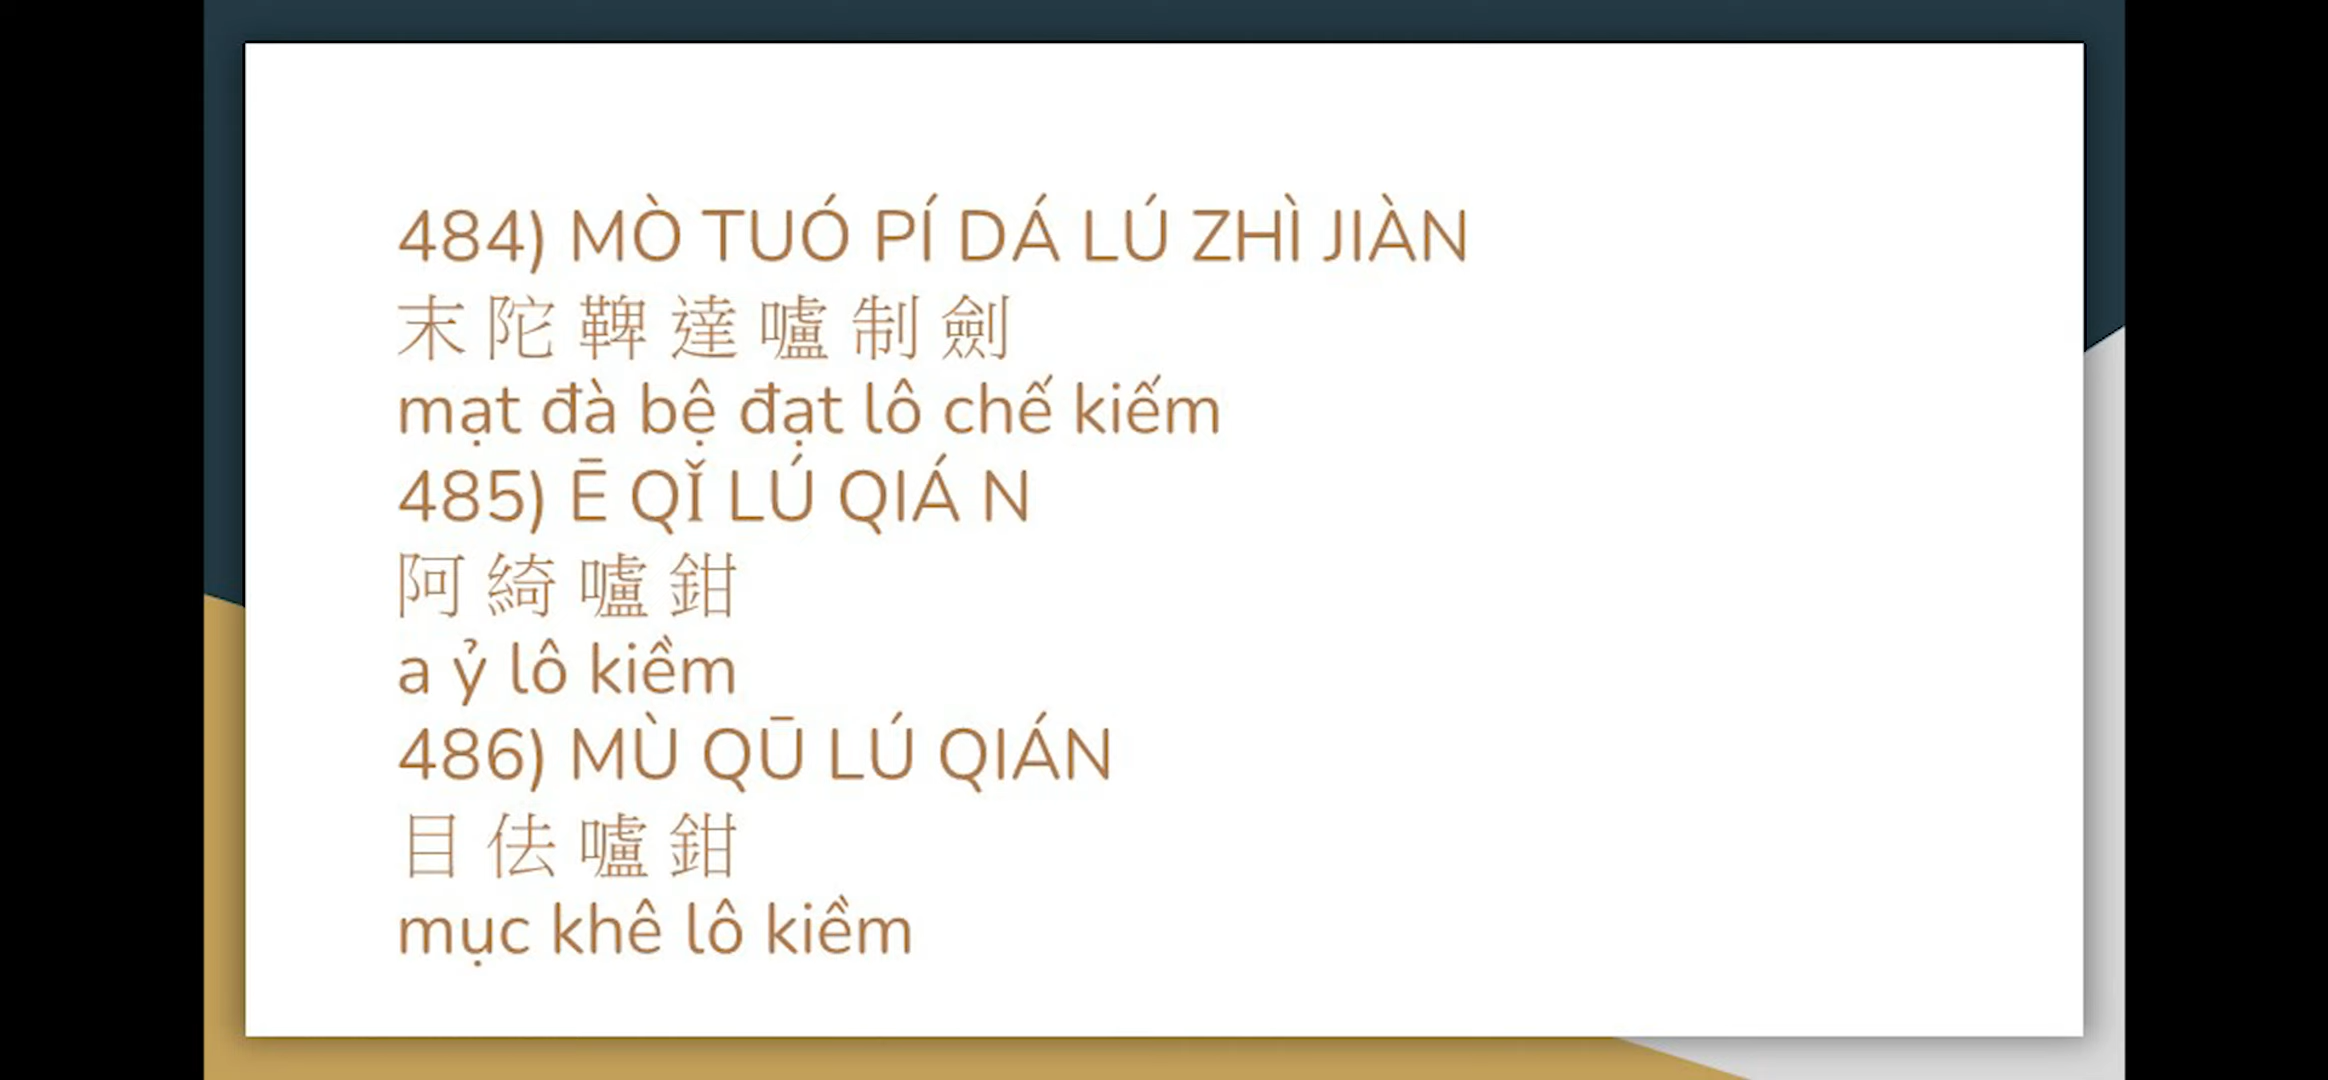 484) MÒ TUÓ PÍ DÁ LÚ ZHÌ JIÀN
末 陀 鞞 達 嚧 制 劍
mạt đà bệ đạt lô chế kiếm
485) Ē QǏ LÚ QIÁ N
阿 綺 嚧 鉗
a ỷ lô kiềm
486) MÙ QŪ LÚ QIÁN
目 佉 嚧 鉗
mục khê lô kiềm